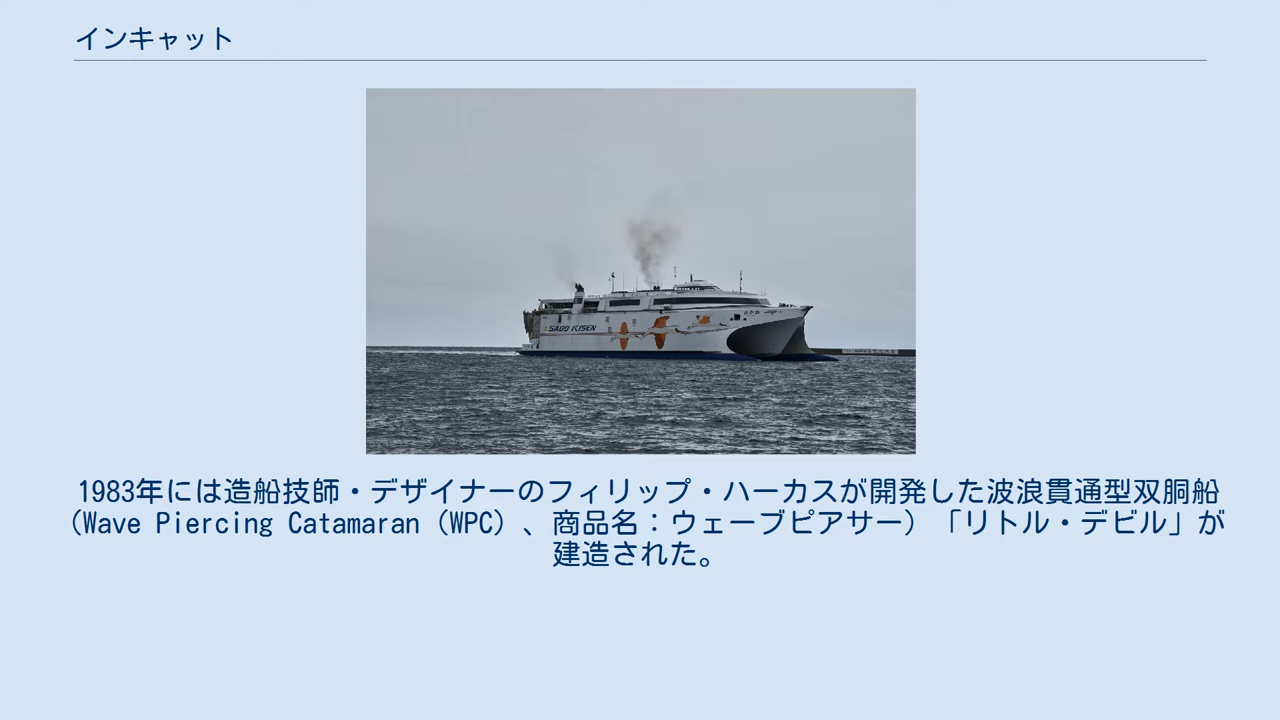 インキャット
SADO KISEN
1983年には造船技師・デザイナーのフィリップ・ハーカスが開発した波浪貫通型双胴船
（Wave Piercing Catamaran（WPC）、商品名：ウェーブピアサー）「リトル・デビル」が
建造された。